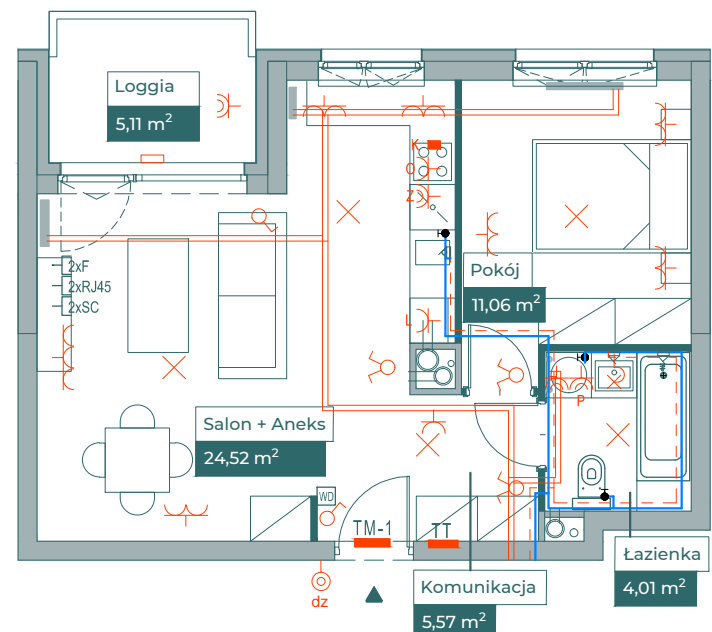 Loggia
5,11 m²
K
O
Z
2xF
2xRJ45
2xSC
Pokój
11,06 m²
L
P
Salon + Aneks
24,52 m²
WD
TM-1
TT
Łazienka
4,01 m²
Komunikacja
5,57 m²
dz